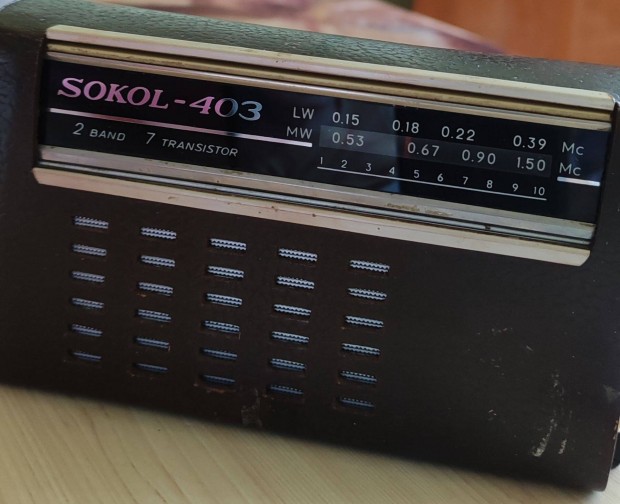 SOKOL-403
2 BAND 7 TRANSISTOR
LW 0.15 0.18 0.22 0.39 Mc
MW 0.53 0.67 0.90 1.50 Mc
1 2 3 4 5 6 7 8 9 10